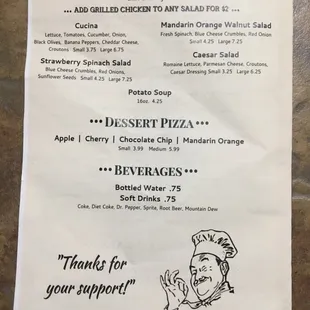 ... ADD GRILLED CHICKEN TO ANY SALAD FOR $2 ...
Cucina
Lettuce, Tomatoes, Cucumber, Onion,
Black Olives, Banana Peppers, Cheddar Cheese,
Croutons Small 3.75 Large 6.75
Strawberry Spinach Salad
Blue Cheese Crumbles, Red Onions,
Sunflower Seeds Small 4.25 Large 7.25
Mandarin Orange Walnut Salad
Fresh Spinach, Blue Cheese Crumbles, Red Onion
Small 4.25 Large 7.25
Caesar Salad
Romaine Lettuce, Parmesan Cheese, Croutons,
Caesar Dressing Small 3.25 Large 6.25
Potato Soup
16oz. 4.25
••• DESSERT PIZZA •••
Apple | Cherry | Chocolate Chip | Mandarin Orange
Small 3.99 Medium 5.99
••• BEVERAGES •••
Bottled Water .75
Soft Drinks .75
Coke, Diet Coke, Dr. Pepper, Sprite, Root Beer, Mountain Dew
"Thanks for
your support!"